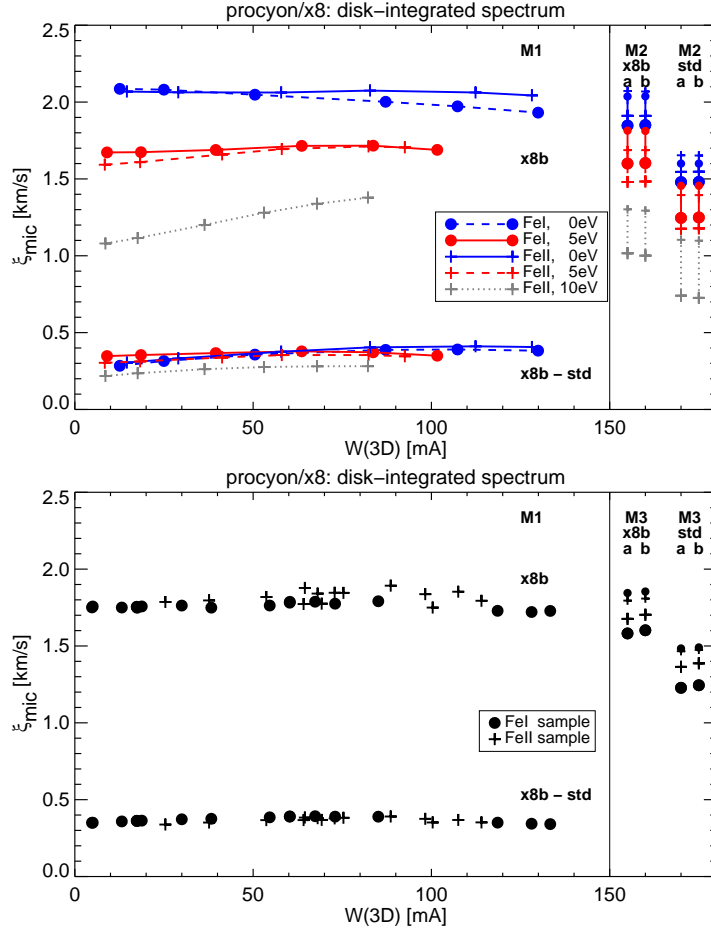 procyon/x8: disk−integrated spectrum
2.5
M1
M2 M2
x8b std
a b a b
2.0
x8b
1.5
FeI, 0eV
FeI, 5eV
FeII, 0eV
FeII, 5eV
FeII, 10eV
1.0
0.5
x8b − std
0.0
ξmic [km/s]
0 50 100 150
W(3D) [mA]
procyon/x8: disk−integrated spectrum
2.5
M1
M3 M3
x8b std
a b a b
2.0
x8b
1.5
1.0
FeI sample
FeII sample
0.5
x8b − std
0.0
ξmic [km/s]
0 50 100 150
W(3D) [mA]